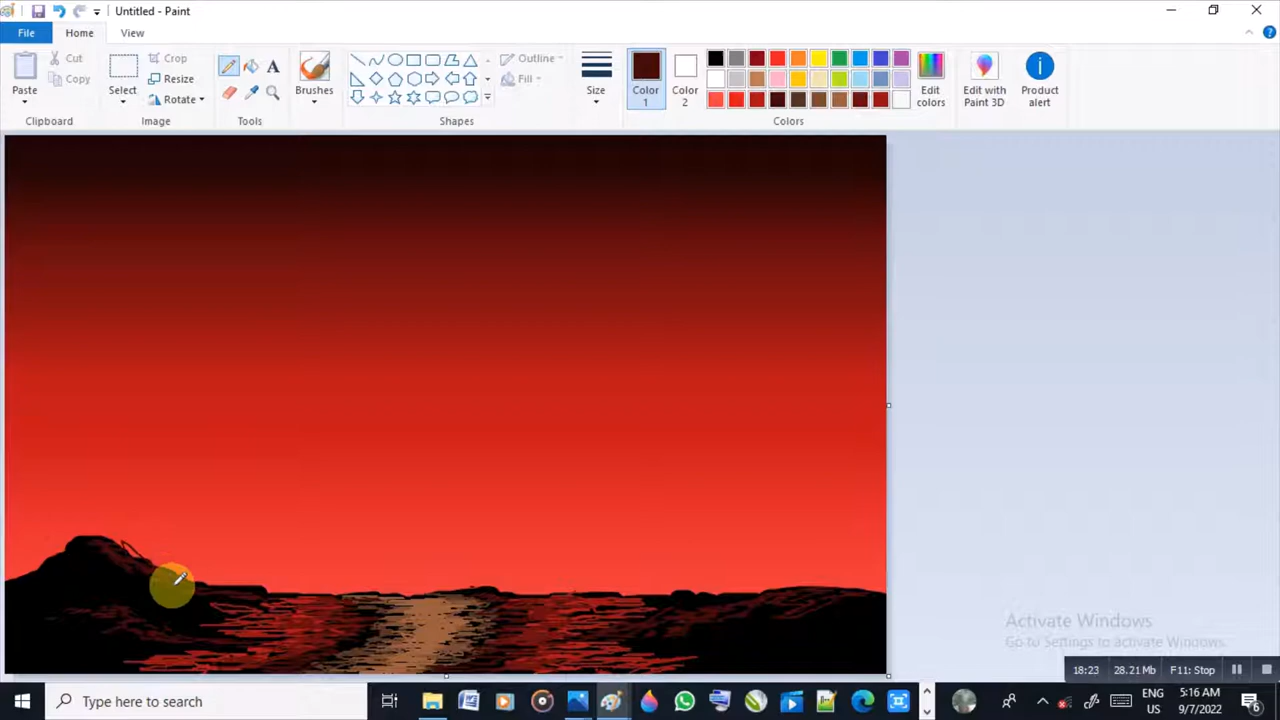 Untitled - Paint
File
Home
View
Paste
Cut
Copy
Clipboard
Select
Crop
Resize
Rotate
Image
A
Tools
Brushes
Shapes
Outline
Fill
Size
Color
1
Color
2
Edit
colors
Colors
Edit with
Paint 3D
Product
alert
Activate Windows
Go to Settings to activate Windows.
18:23
28.21 Mb
F11: Stop
Type here to search
ENG
US
5:16 AM
9/7/2022
6